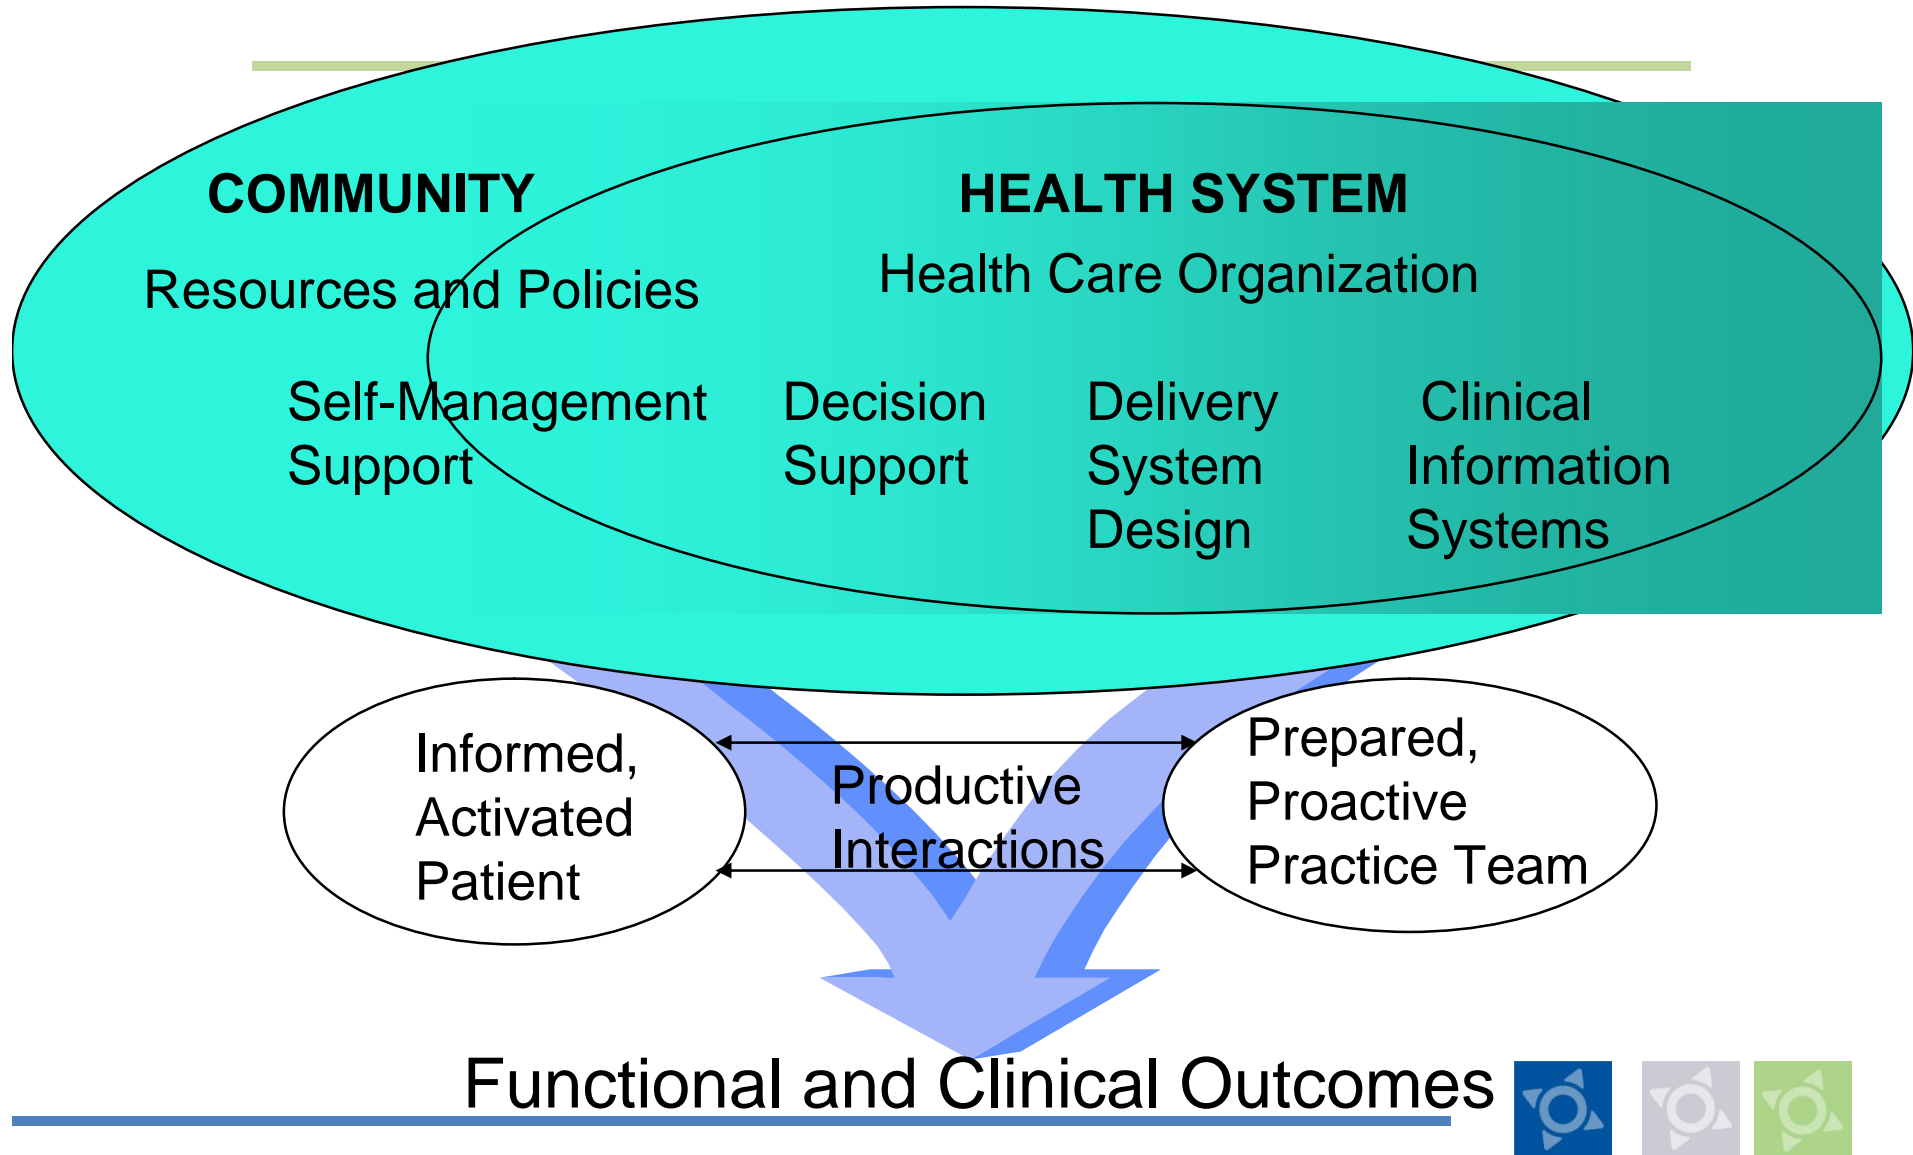 COMMUNITY
HEALTH SYSTEM
Resources and Policies
Health Care Organization
Self-Management
Support
Decision
Support
Delivery
System
Design
Clinical
Information
Systems
Informed,
Activated
Patient
Productive
Interactions
Prepared,
Proactive
Practice Team
Functional and Clinical Outcomes